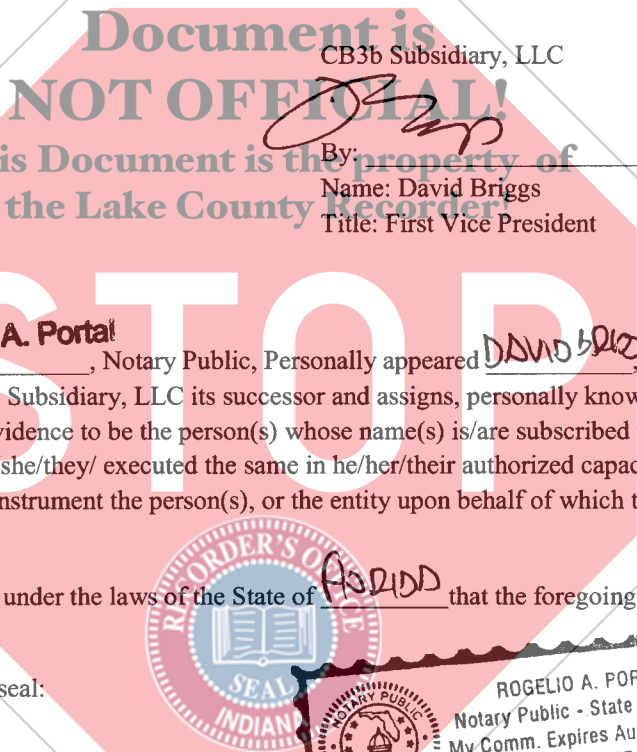 Document is
CB3b Subsidiary, LLC
NOT OFFICIAL!
is Document is the property of
By:
the Lake County Recorder!
Name: David Briggs
Title: First Vice President
STOP
A. Portal
, Notary Public, Personally appeared DAVID
Subsidiary, LLC its successor and assigns, personally know
vidence to be the person(s) whose name(s) is/are subscribed
/she/they/ executed the same in he/her/their authorized capac
nstrument the person(s), or the entity upon behalf of which t
RECORDER'S OFFICE
under the laws of the State of that the foregoing
SEAL
INDIANA
seal:
NOTARY PUBLIC
ROGELIO A. POR
Notary Public - State
My Comm. Expires Au